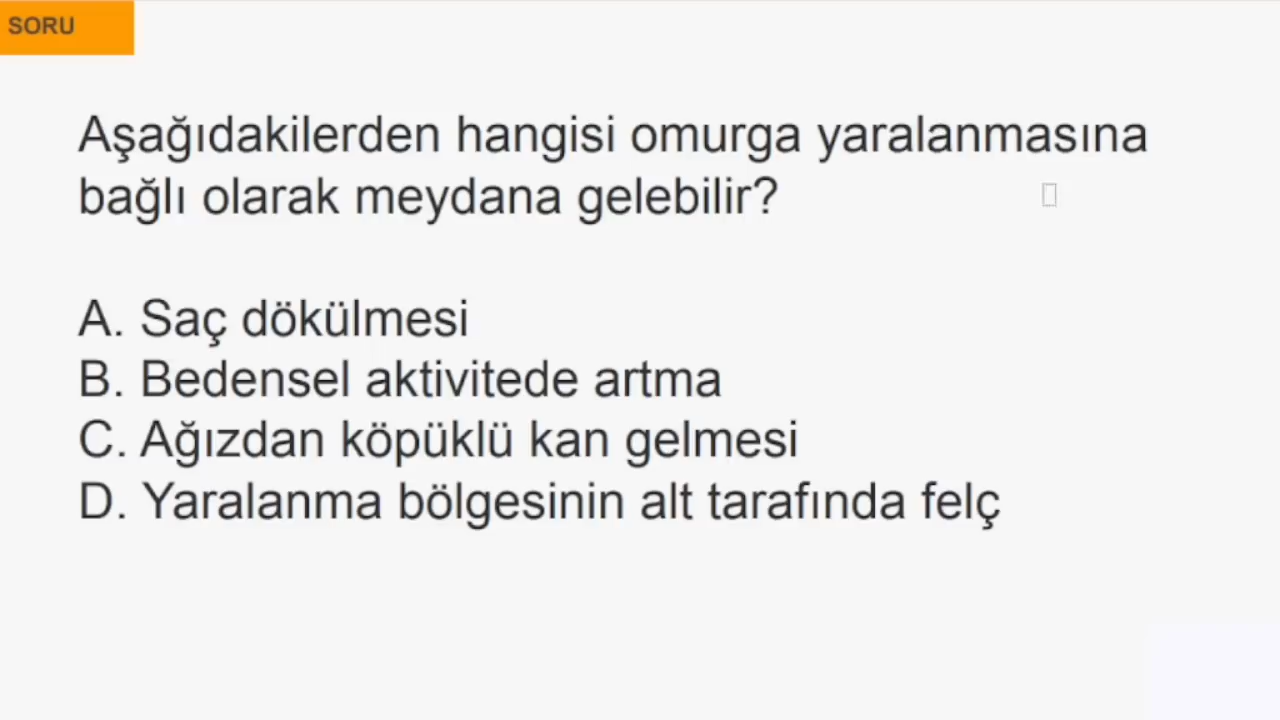 SORU
Aşağıdakilerden hangisi omurga yaralanmasına
bağlı olarak meydana gelebilir?
A. Saç dökülmesi
B. Bedensel aktivitede artma
C. Ağızdan köpüklü kan gelmesi
D. Yaralanma bölgesinin alt tarafında felç